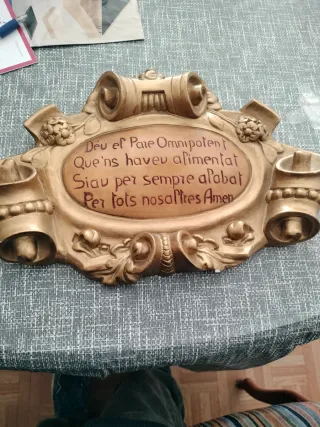 Deu et Pare Omnipotent
Que'ns haveu alimentat
Siau per sempre alabat
Per tots nosaltres Amen